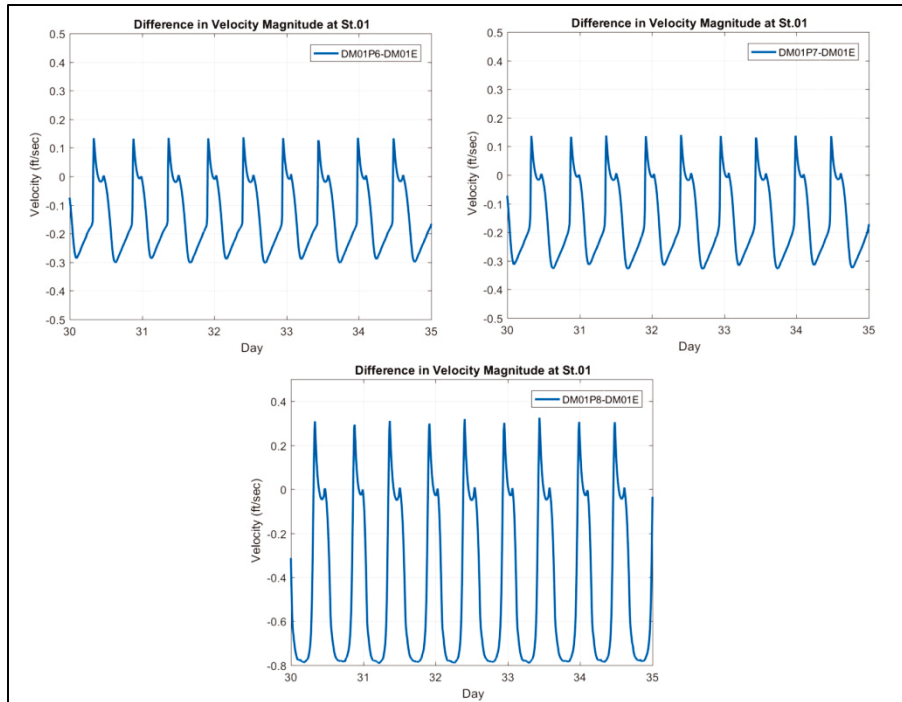 Difference in Velocity Magnitude at St.01
DM01P6-DM01E
0.5
0.4
0.3
0.2
0.1
0
-0.1
-0.2
-0.3
-0.4
-0.5
Velocity (ft/sec)
30 31 32 33 34 35
Day
Difference in Velocity Magnitude at St.01
DM01P7-DM01E
0.5
0.4
0.3
0.2
0.1
0
-0.1
-0.2
-0.3
-0.4
-0.5
Velocity (ft/sec)
30 31 32 33 34 35
Day
Difference in Velocity Magnitude at St.01
DM01P8-DM01E
0.4
0.2
0
-0.2
-0.4
-0.6
-0.8
Velocity (ft/sec)
30 31 32 33 34 35
Day